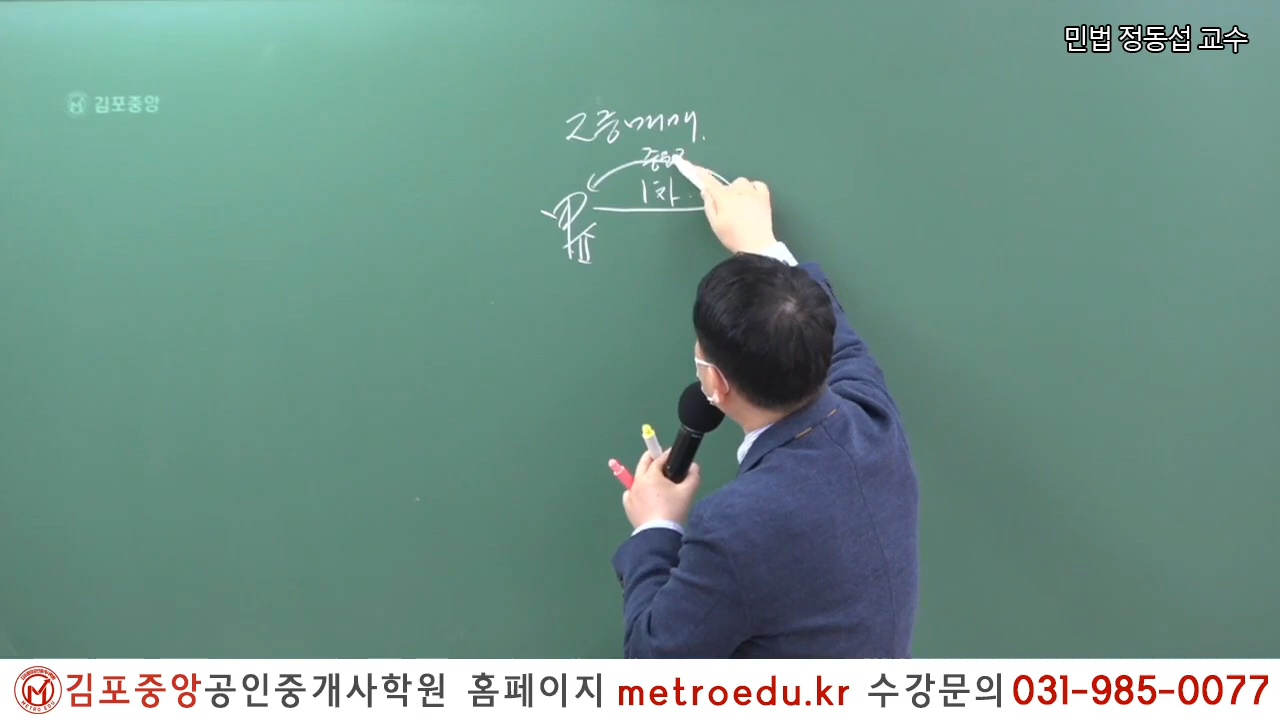 민법 정동섭 교수
김포중앙
2중매매.
중도금
1차.
김포중앙공인중개사학원 홈페이지 metroedu.kr 수강문의 031-985-0077